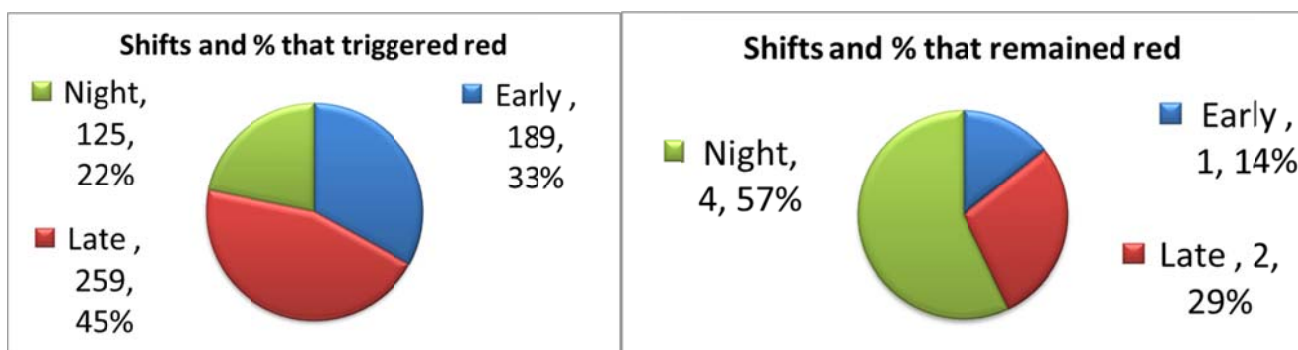 Shifts and % that triggered red
Night,
125,
22%
Early ,
189,
33%
Late ,
259,
45%
Shifts and % that remained red
Night,
4, 57%
Early ,
1, 14%
Late , 2,
29%